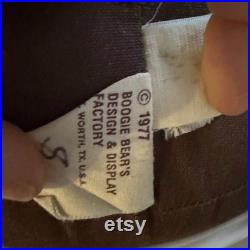 © 1977
BOOGIE BEAR'S
DESIGN & DISPLAY
FACTORY
WORTH, TX. U.S.A.
S
etsy